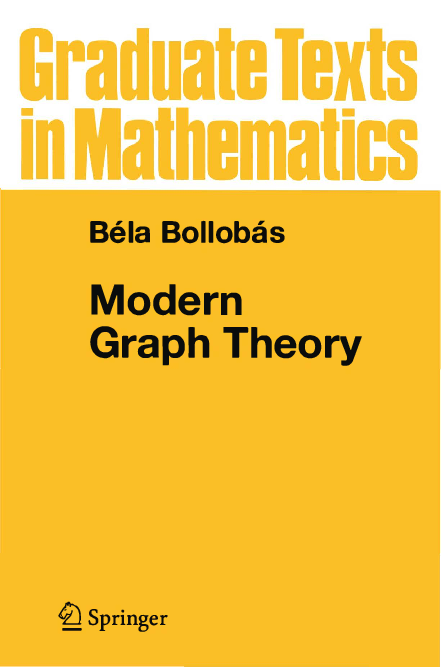 Graduate Texts
in Mathematics
Béla Bollobás
Modern
Graph Theory
Springer